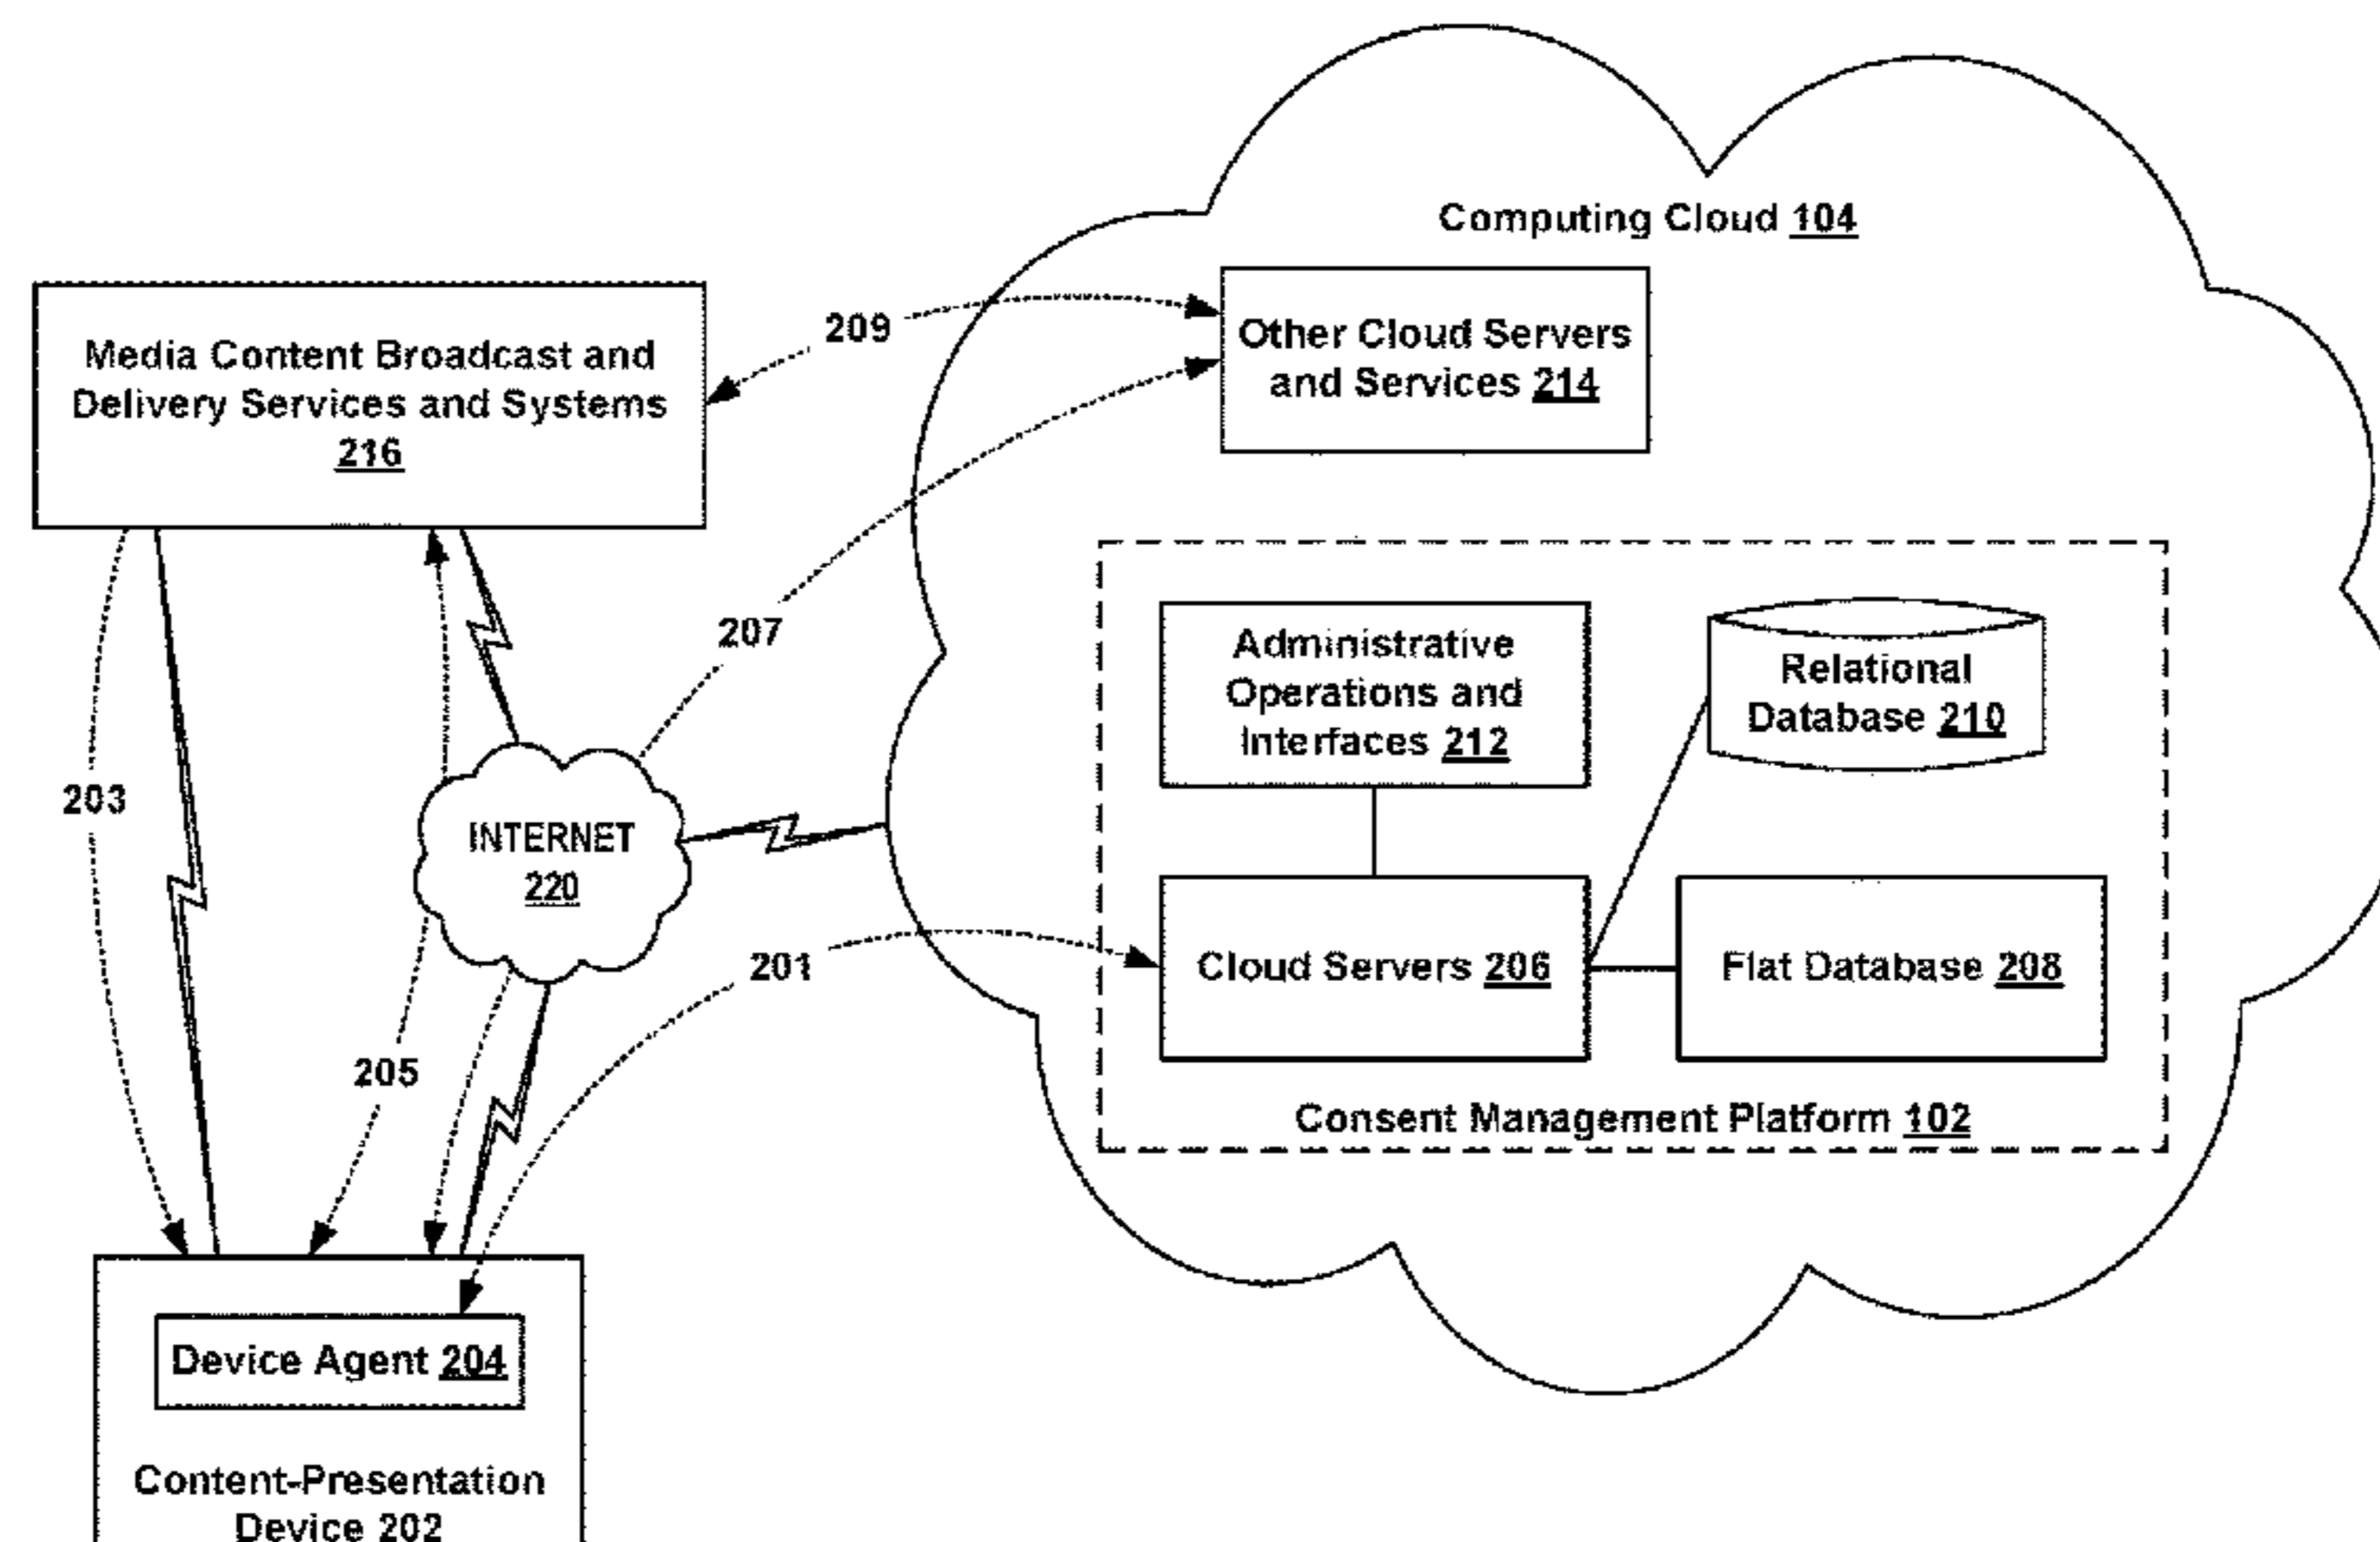 Computing Cloud 104
Media Content Broadcast and
Delivery Services and Systems
216
209
Other Cloud Servers
and Services 214
207
Administrative
Operations and
Interfaces 212
Relational
Database 210
203
INTERNET
220
201
Cloud Servers 206
Flat Database 208
205
Consent Management Platform 102
Device Agent 204
Content-Presentation
Device 202